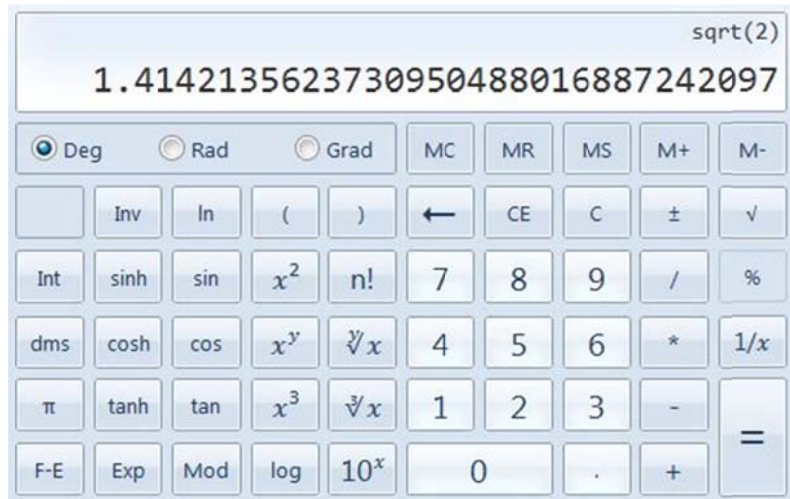 sqrt(2)
1.4142135623730950488016887242097
Deg Rad Grad MC MR MS M+ M-
Inv ln ( ) ← CE C ± √
Int sinh sin x² n! 7 8 9 / %
dms cosh cos xʸ ʸ√x 4 5 6 * 1/x
π tanh tan x³ ³√x 1 2 3 - =
F-E Exp Mod log 10ˣ 0 . +